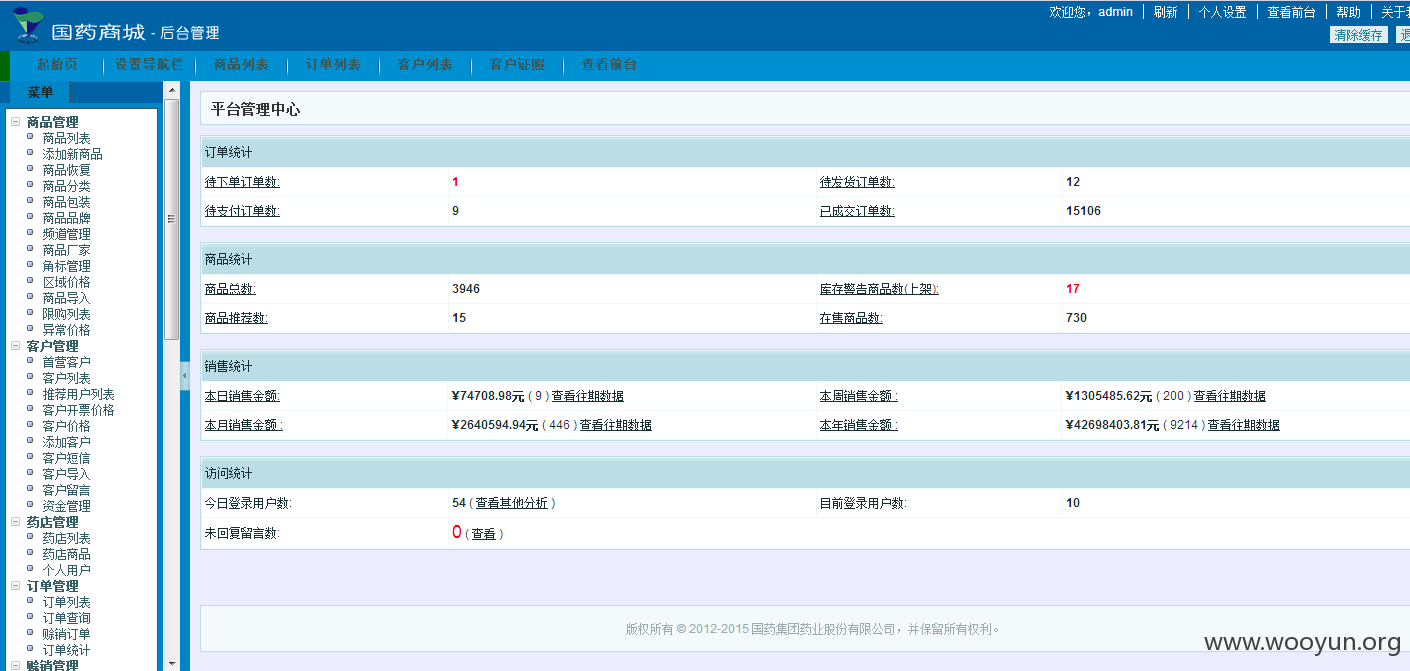 欢迎您，admin 刷新 个人设置 查看前台 帮助 关于
国药商城 - 后台管理
清除缓存 退
起始页 设置导航栏 商品列表 订单列表 客户列表 客户证照 查看前台
菜单
商品管理
商品列表
添加新商品
商品恢复
商品分类
商品包装
商品品牌
频道管理
商品厂家
角标管理
区域价格
商品导入
限购列表
异常价格
客户管理
首营客户
客户列表
推荐用户列表
客户开票价格
客户价格
添加客户
客户短信
客户导入
客户留言
资金管理
药店管理
药店列表
药店商品
个人用户
订单管理
订单列表
订单查询
赊销订单
订单统计
赊销管理
平台管理中心
订单统计
待下单订单数: 1 待发货订单数: 12
待支付订单数: 9 已成交订单数: 15106
商品统计
商品总数: 3946 库存警告商品数(上架): 17
商品推荐数: 15 在售商品数: 730
销售统计
本日销售金额: ¥74708.98元 ( 9 ) 查看往期数据 本周销售金额 : ¥1305485.62元 ( 200 ) 查看往期数据
本月销售金额 : ¥2640594.94元 ( 446 ) 查看往期数据 本年销售金额 : ¥42698403.81元 ( 9214 ) 查看往期数据
访问统计
今日登录用户数: 54 ( 查看其他分析 ) 目前登录用户数: 10
未回复留言数: 0 ( 查看 )
版权所有 © 2012-2015 国药集团药业股份有限公司，并保留所有权利。
www.wooyun.org